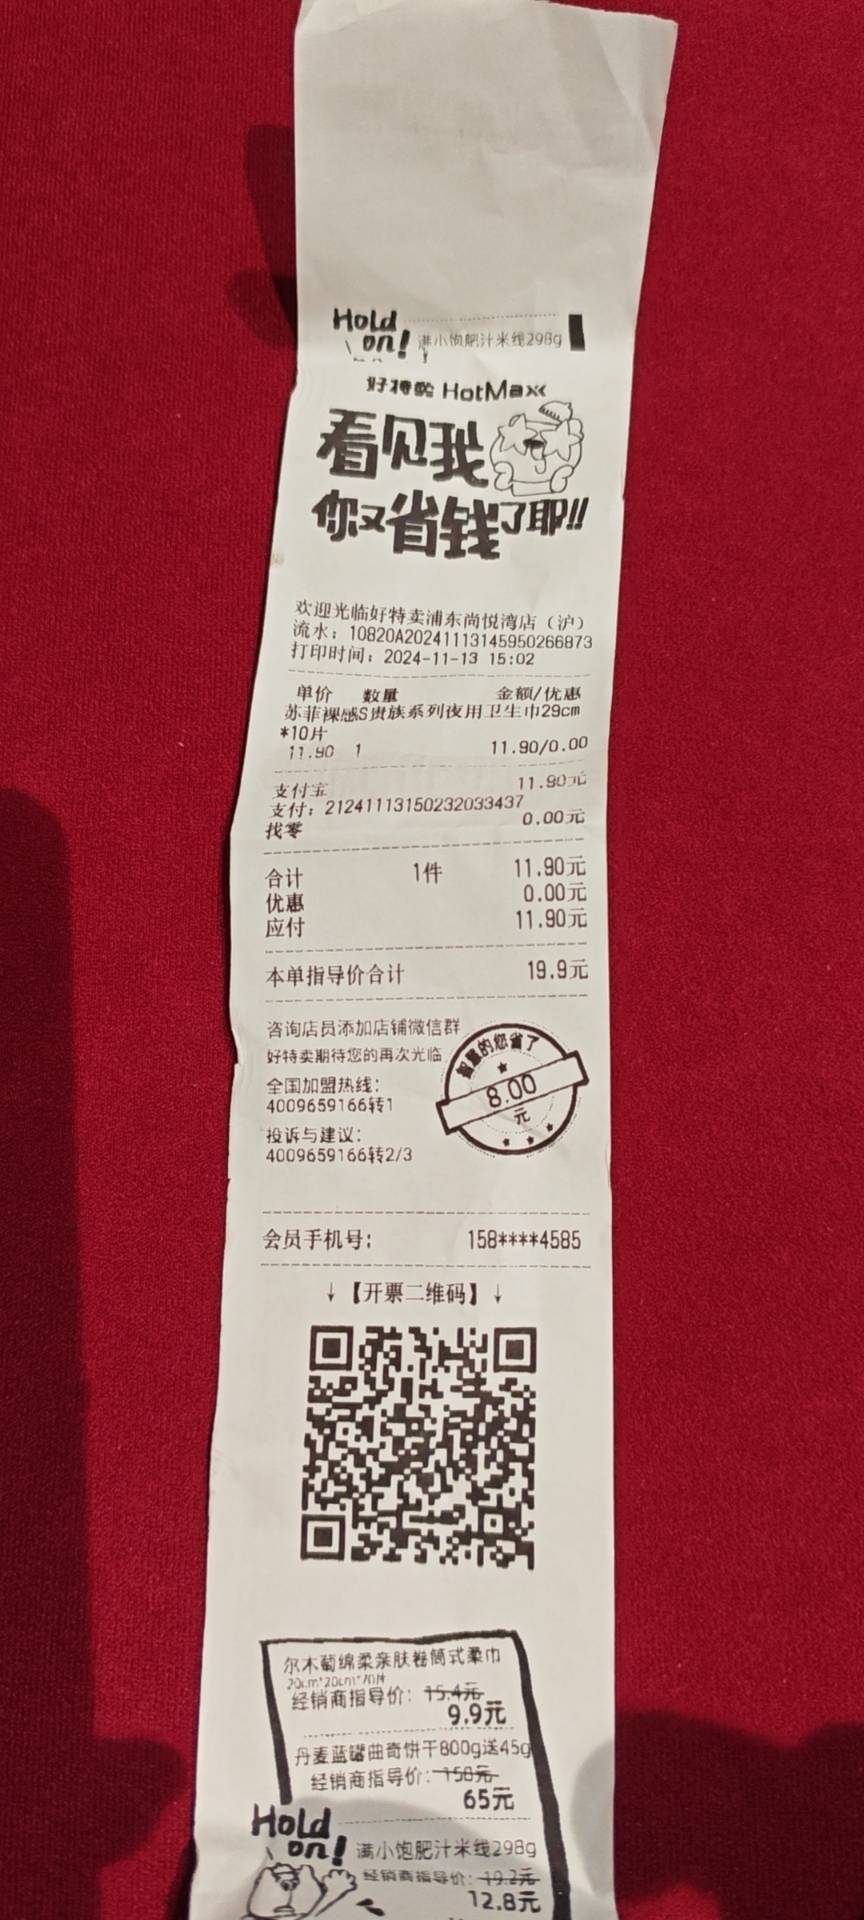 Hold
on! 满小饱肥汁米线298g
好特卖 HotMaxx
看见我
你又省钱了耶!!
欢迎光临好特卖浦东尚悦湾店（沪）
流水：10820A20241113145950266873
打印时间：2024-11-13 15:02
单价 数量 金额/优惠
苏菲裸感S贵族系列夜用卫生巾29cm
*10片
11.90 1 11.90/0.00
支付宝 11.90元
支付：21241113150232033437
找零 0.00元
合计 1件 11.90元
优惠 0.00元
应付 11.90元
本单指导价合计 19.9元
咨询店员添加店铺微信群
好特卖期待您的再次光临
全国加盟热线：
4009659166转1
投诉与建议：
4009659166转2/3
智慧的您省了
8.00
元
会员手机号： 158****4585
↓【开票二维码】↓
尔木萄绵柔亲肤卷筒式柔巾
20cm*20cm*70片
经销商指导价：15.4元
9.9元
丹麦蓝罐曲奇饼干800g送45g
经销商指导价：158元
65元
Hold
on! 满小饱肥汁米线298g
经销商指导价：19.2元
12.8元